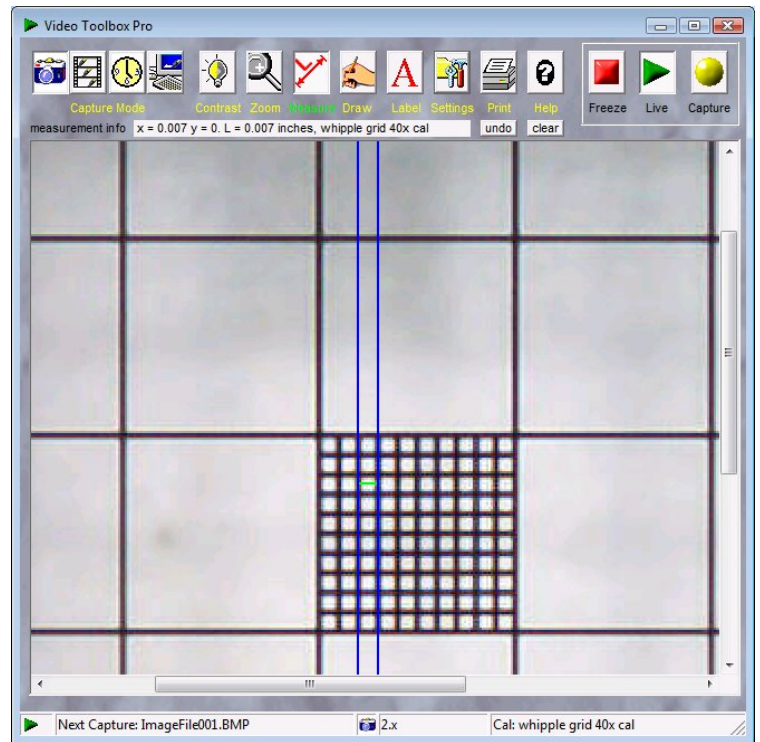 Video Toolbox Pro
Capture Mode Contrast Zoom Measure Draw Label Settings Print Help Freeze Live Capture
measurement info x = 0.007 y = 0. L = 0.007 inches, whipple grid 40x cal undo clear
Next Capture: ImageFile001.BMP 2.x Cal: whipple grid 40x cal